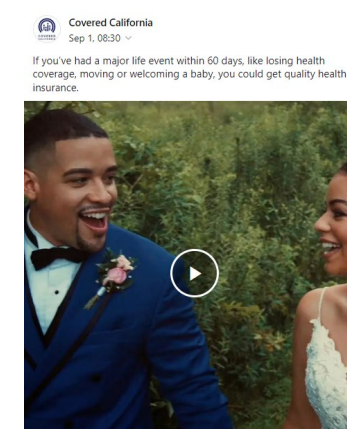 Covered California
Sep 1, 08:30
If you've had a major life event within 60 days, like losing health
coverage, moving or welcoming a baby, you could get quality health
insurance.